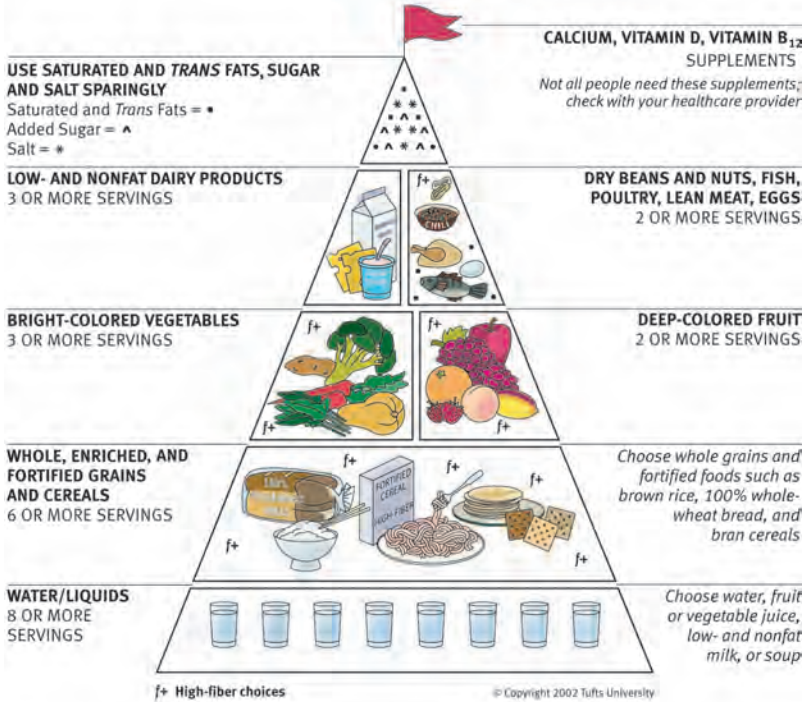 CALCIUM, VITAMIN D, VITAMIN B12
SUPPLEMENTS
Not all people need these supplements;
check with your healthcare provider
USE SATURATED AND TRANS FATS, SUGAR
AND SALT SPARINGLY
Saturated and Trans Fats = •
Added Sugar = ^
Salt = *
LOW- AND NONFAT DAIRY PRODUCTS
3 OR MORE SERVINGS
f+
CHILI
DRY BEANS AND NUTS, FISH,
POULTRY, LEAN MEAT, EGGS
2 OR MORE SERVINGS
BRIGHT-COLORED VEGETABLES
3 OR MORE SERVINGS
f+
f+
f+
f+
DEEP-COLORED FRUIT
2 OR MORE SERVINGS
WHOLE, ENRICHED, AND
FORTIFIED GRAINS
AND CEREALS
6 OR MORE SERVINGS
f+
f+
f+
f+
f+
FORTIFIED
CEREAL
HIGH-FIBER
Choose whole grains and
fortified foods such as
brown rice, 100% whole-
wheat bread, and
bran cereals
WATER/LIQUIDS
8 OR MORE
SERVINGS
Choose water, fruit
or vegetable juice,
low- and nonfat
milk, or soup
f+ High-fiber choices
© Copyright 2002 Tufts University